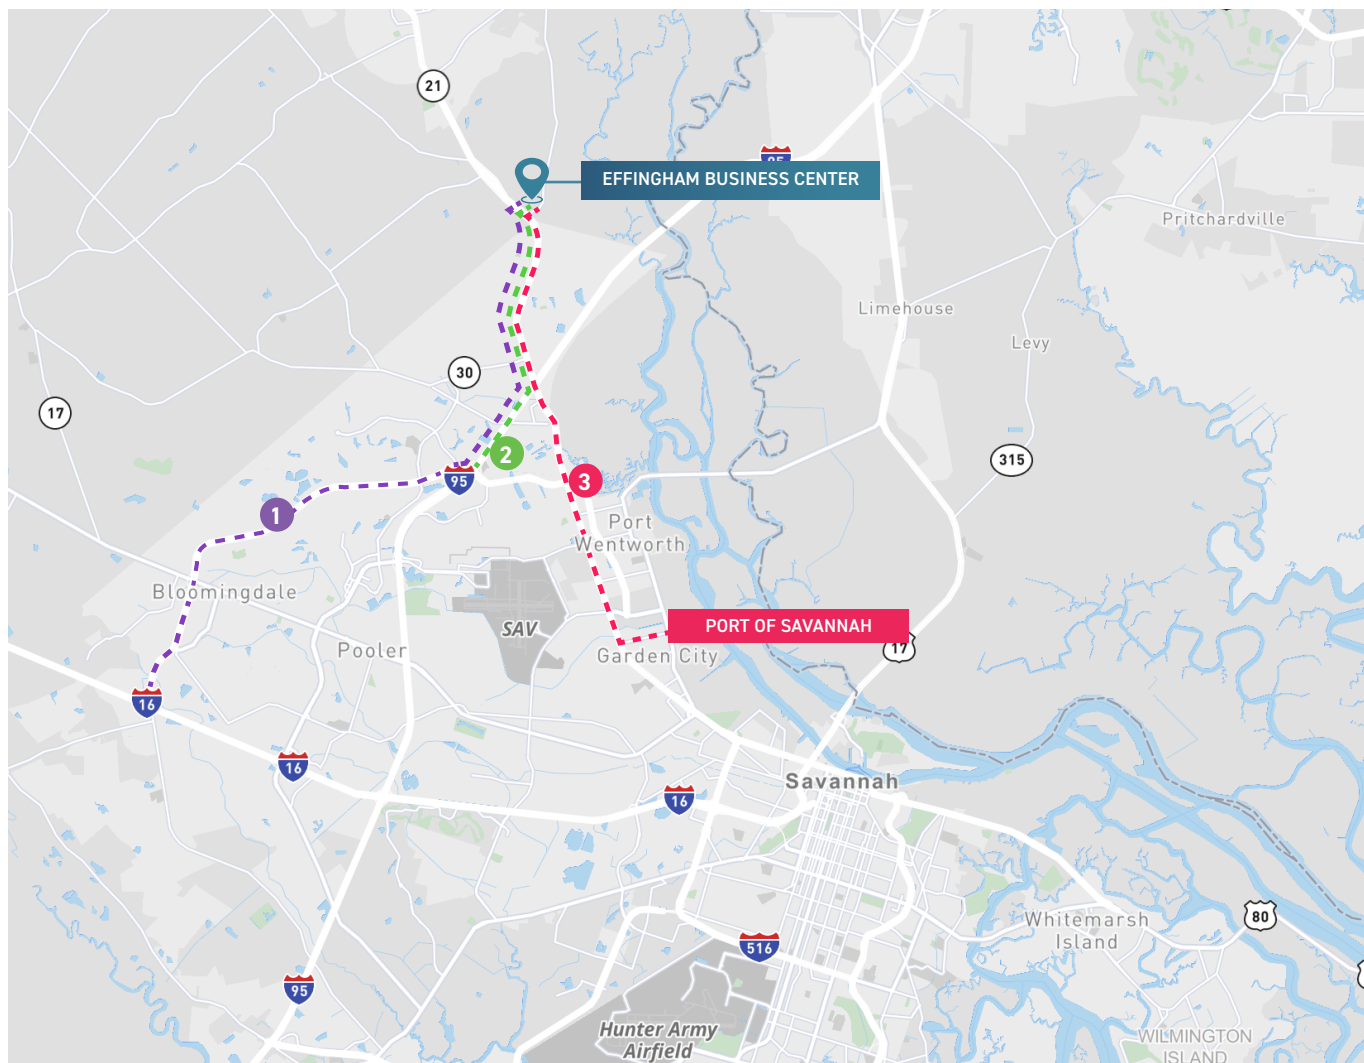 21
95
EFFINGHAM BUSINESS CENTER
Pritchardville
Limehouse
Levy
30
17
2
315
95
3
1
Port
Wentworth
Bloomingdale
SAV
PORT OF SAVANNAH
Pooler
Garden City
17
16
16
Savannah
16
Whitemarsh
Island
80
516
95
Hunter Army
Airfield
WILMINGTON
ISLAND